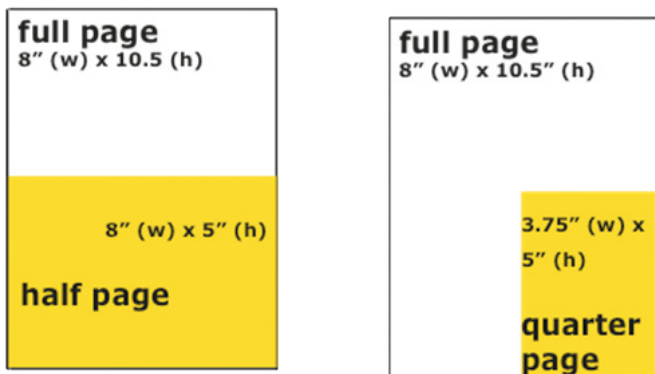 full page
8” (w) x 10.5 (h)
8” (w) x 5” (h)
half page
full page
8” (w) x 10.5” (h)
3.75” (w) x
5” (h)
quarter
page